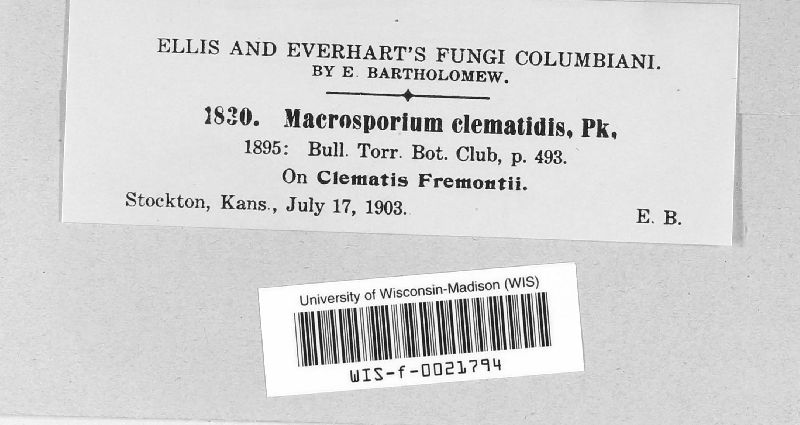 ELLIS AND EVERHART'S FUNGI COLUMBIANI.
BY E. BARTHOLOMEW.
1830. Macrosporium clematidis, Pk,
1895: Bull. Torr. Bot. Club, p. 493.
On Clematis Fremontii.
Stockton, Kans., July 17, 1903.
E. B.
University of Wisconsin-Madison (WIS)
WIS-f-0021794